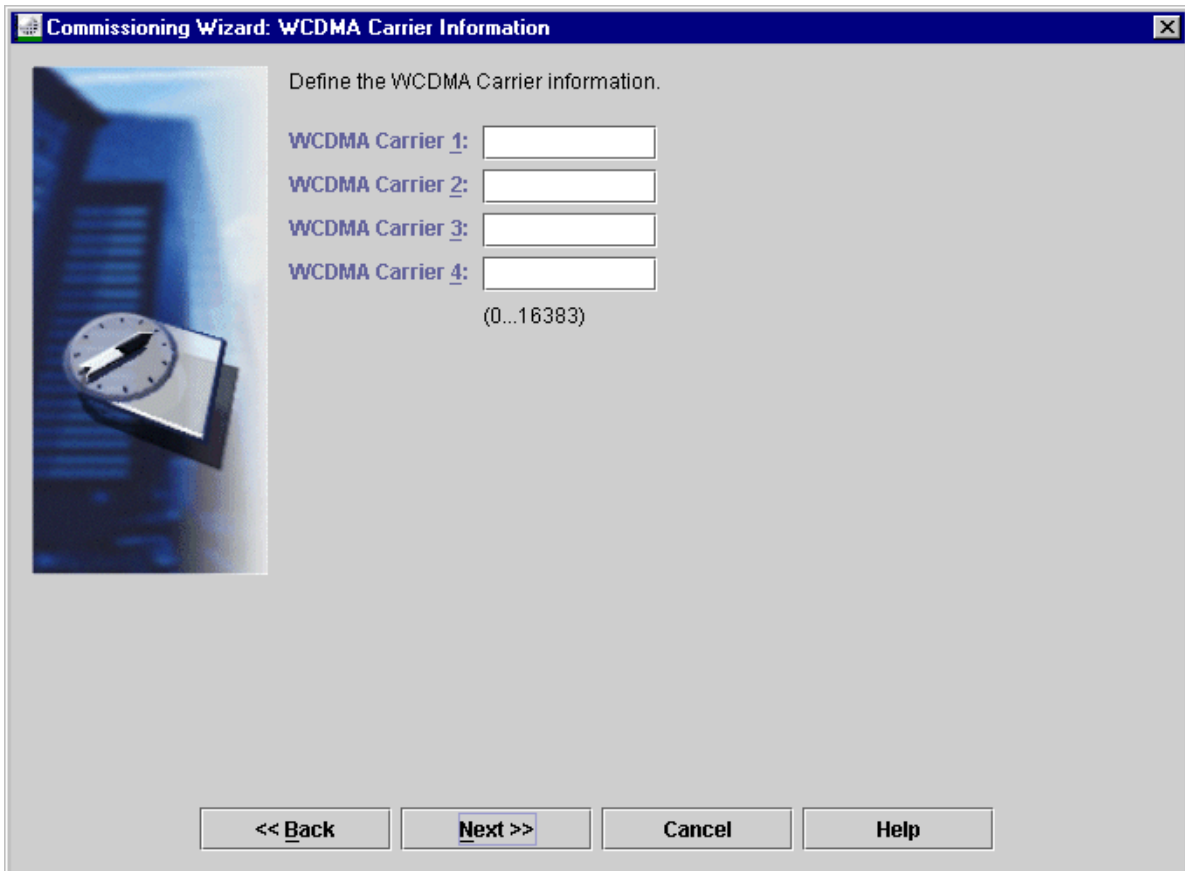 Commissioning Wizard: WCDMA Carrier Information
Define the WCDMA Carrier information.
WCDMA Carrier 1:
WCDMA Carrier 2:
WCDMA Carrier 3:
WCDMA Carrier 4:
(0...16383)
<< Back Next >> Cancel Help